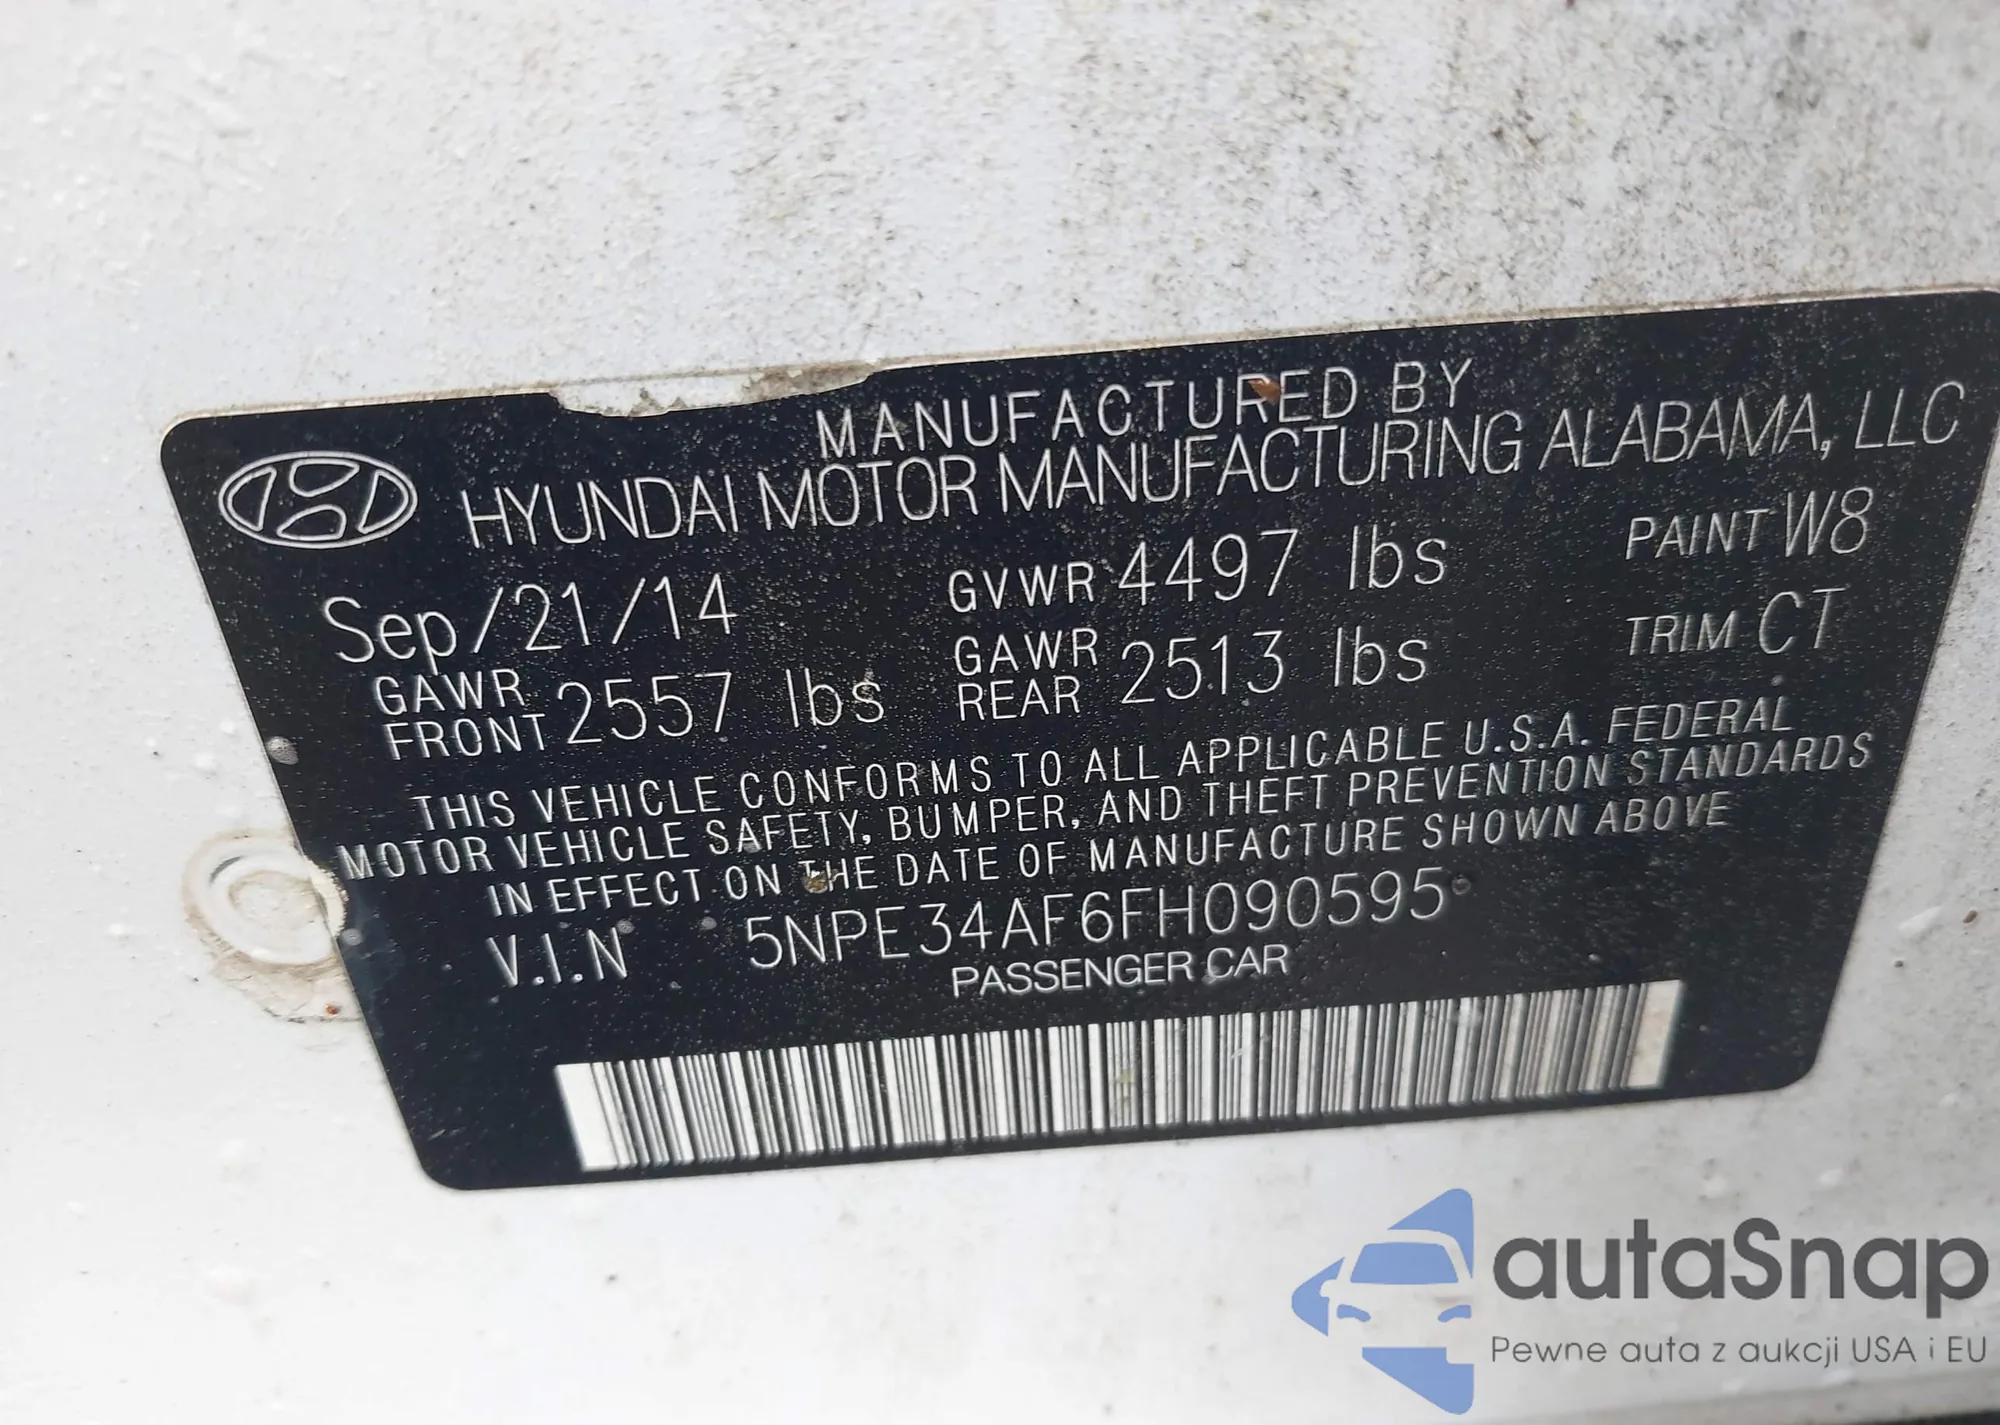 MANUFACTURED BY
HYUNDAI MOTOR MANUFACTURING ALABAMA, LLC
Sep/21/14 GVWR 4497 lbs PAINT W8
GAWR FRONT 2557 lbs GAWR REAR 2513 lbs TRIM CT
THIS VEHICLE CONFORMS TO ALL APPLICABLE U.S.A. FEDERAL
MOTOR VEHICLE SAFETY, BUMPER, AND THEFT PREVENTION STANDARDS
IN EFFECT ON THE DATE OF MANUFACTURE SHOWN ABOVE
V.I.N 5NPE34AF6FH090595
PASSENGER CAR
autaSnap
Pewne auta z aukcji USA i EU